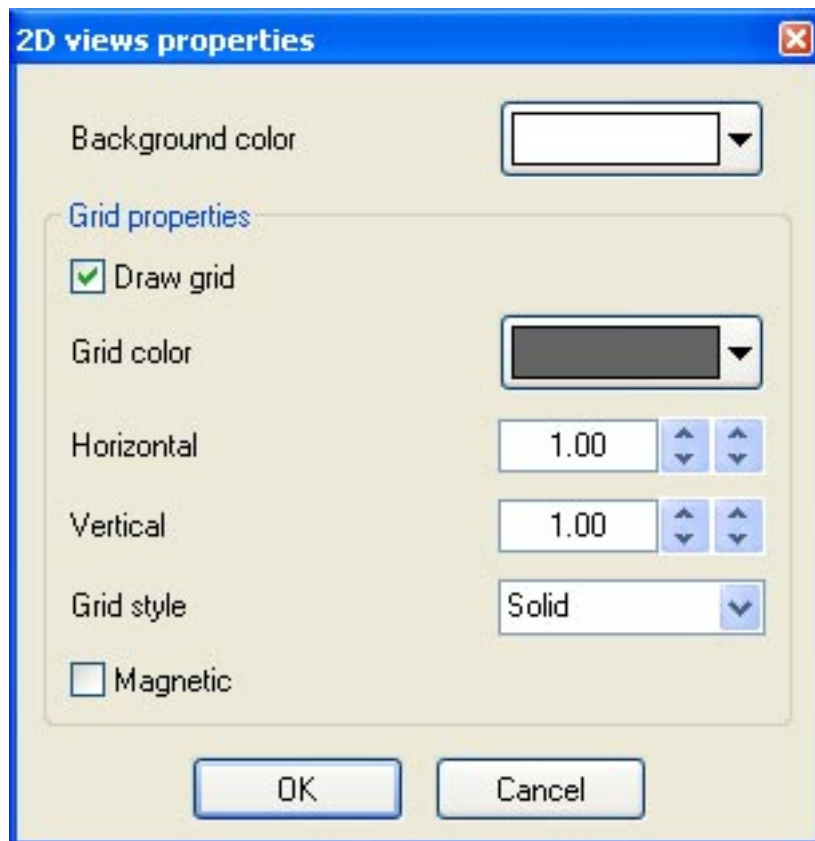 2D views properties
Background color
Grid properties
Draw grid
Grid color
Horizontal 1.00
Vertical 1.00
Grid style Solid
Magnetic
OK Cancel